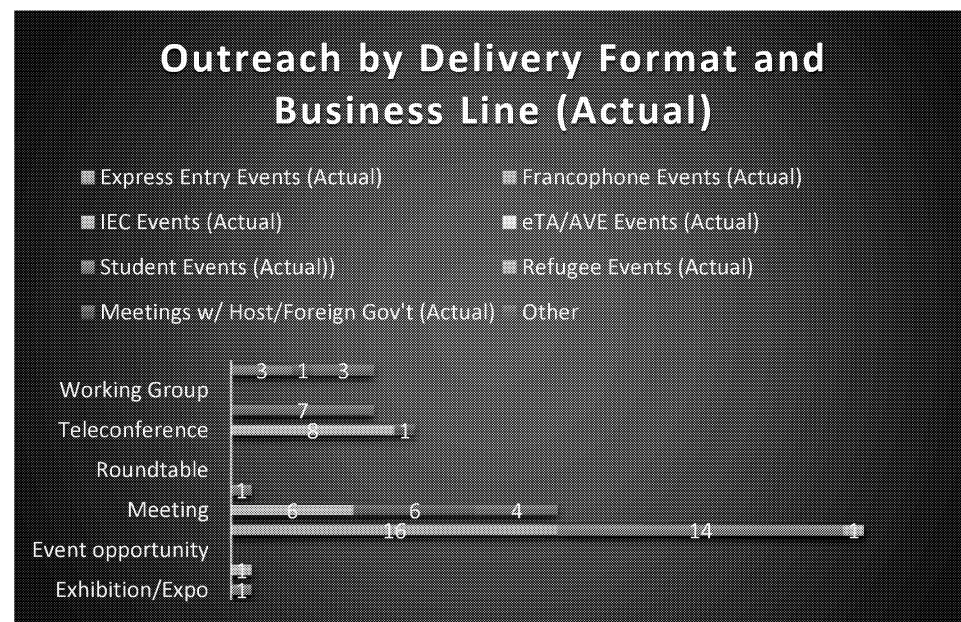 Outreach by Delivery Format and
Business Line (Actual)
Express Entry Events (Actual) Francophone Events (Actual)
IEC Events (Actual) eTA/AVE Events (Actual)
Student Events (Actual)) Refugee Events (Actual)
Meetings w/ Host/Foreign Gov't (Actual) Other
3 1 3
Working Group
7
Teleconference 8 1
Roundtable
1
Meeting 6 6 4
16 14 1
Event opportunity
1
Exhibition/Expo 1